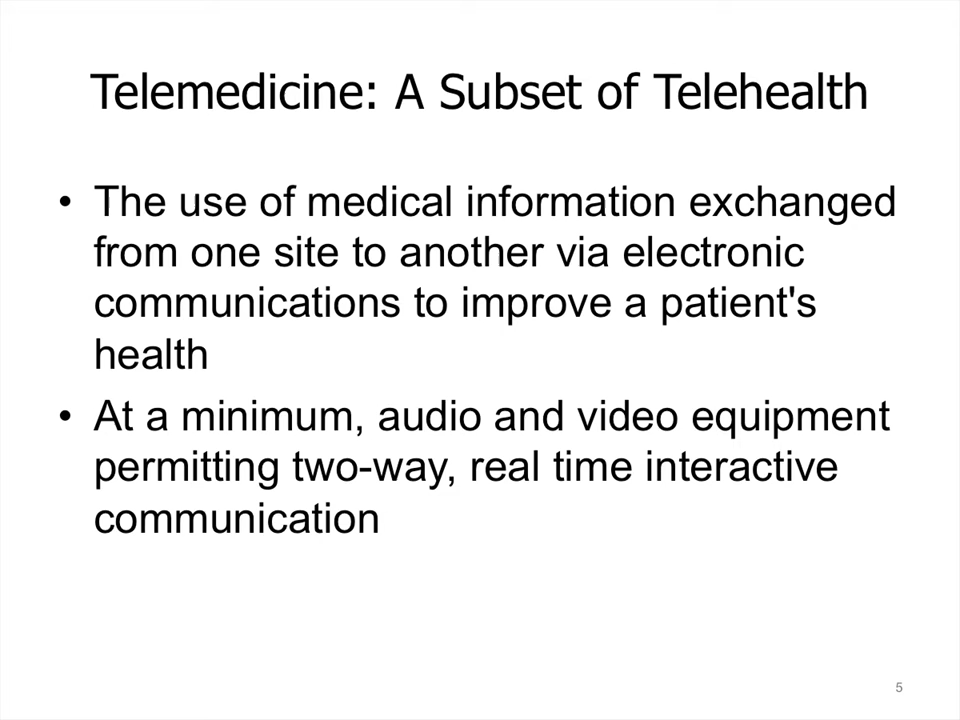 Telemedicine: A Subset of Telehealth
• The use of medical information exchanged
from one site to another via electronic
communications to improve a patient's
health
• At a minimum, audio and video equipment
permitting two-way, real time interactive
communication
5